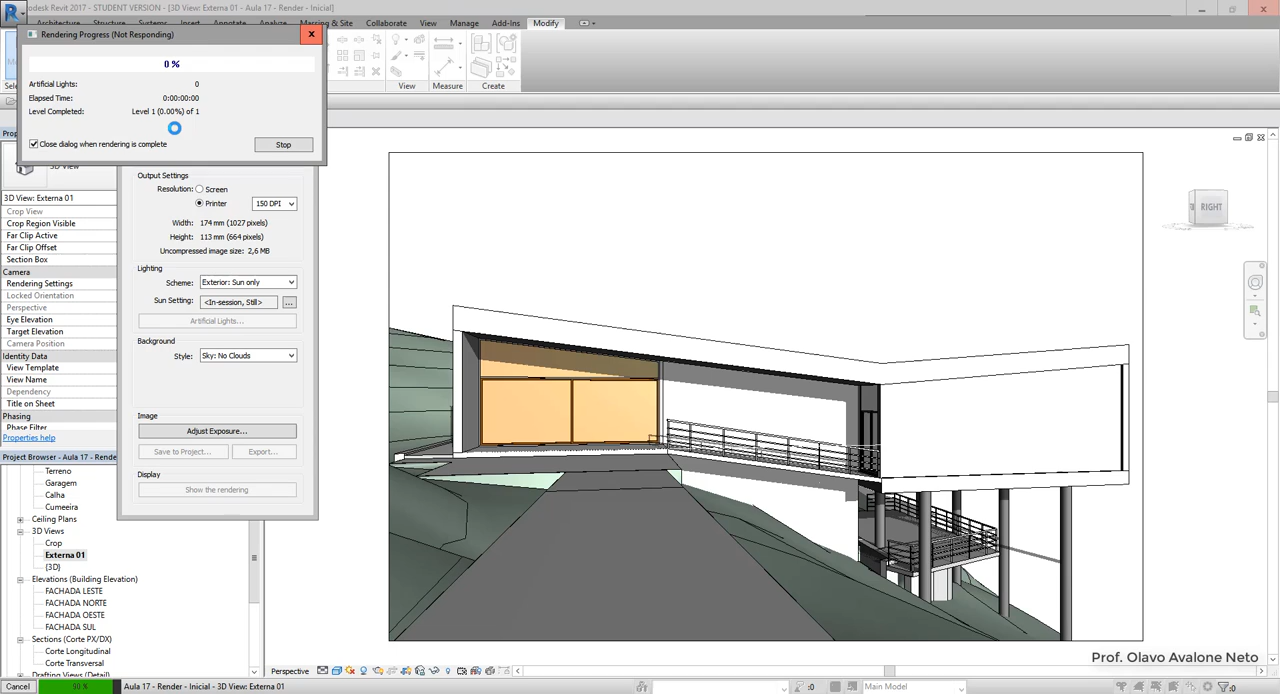 odesk Revit 2017 - STUDENT VERSION - [3D View: Externa 01 - Aula 17 - Render - Inicial]
Architecture Structure Systems Insert Annotate Analyze Massing & Site Collaborate View Manage Add-Ins Modify
Rendering Progress (Not Responding)
0 %
Artificial Lights: 0
Elapsed Time: 0:00:00:00
Level Completed: Level 1 (0.00%) of 1
Close dialog when rendering is complete
Stop
View Measure Create
3D View
3D View: Externa 01
Crop View
Crop Region Visible
Far Clip Active
Far Clip Offset
Section Box
Camera
Rendering Settings
Locked Orientation
Perspective
Eye Elevation
Target Elevation
Camera Position
Identity Data
View Template
View Name
Dependency
Title on Sheet
Phasing
Phase Filter
Properties help
Output Settings
Resolution: Screen
Printer 150 DPI
Width: 174 mm (1027 pixels)
Height: 113 mm (664 pixels)
Uncompressed image size: 2,6 MB
Lighting
Scheme: Exterior: Sun only
Sun Setting: <In-session, Still> ...
Artificial Lights...
Background
Style: Sky: No Clouds
Image
Adjust Exposure...
Save to Project... Export...
Display
Show the rendering
Project Browser - Aula 17-
Terreno
Garagem
Calha
Cumeeira
Ceiling Plans
3D Views
Crop
Externa 01
{3D}
Elevations (Building Elevation)
FACHADA LESTE
FACHADA NORTE
FACHADA OESTE
FACHADA SUL
Sections (Corte PX/DX)
Corte Longitudinal
Corte Transversal
Drafting Views (Detail)
RIGHT
Prof. Olavo Avalone Neto
Perspective
Cancel 90 % Aula 17 - Render - Inicial - 3D View: Externa 01
:0 Main Model :0